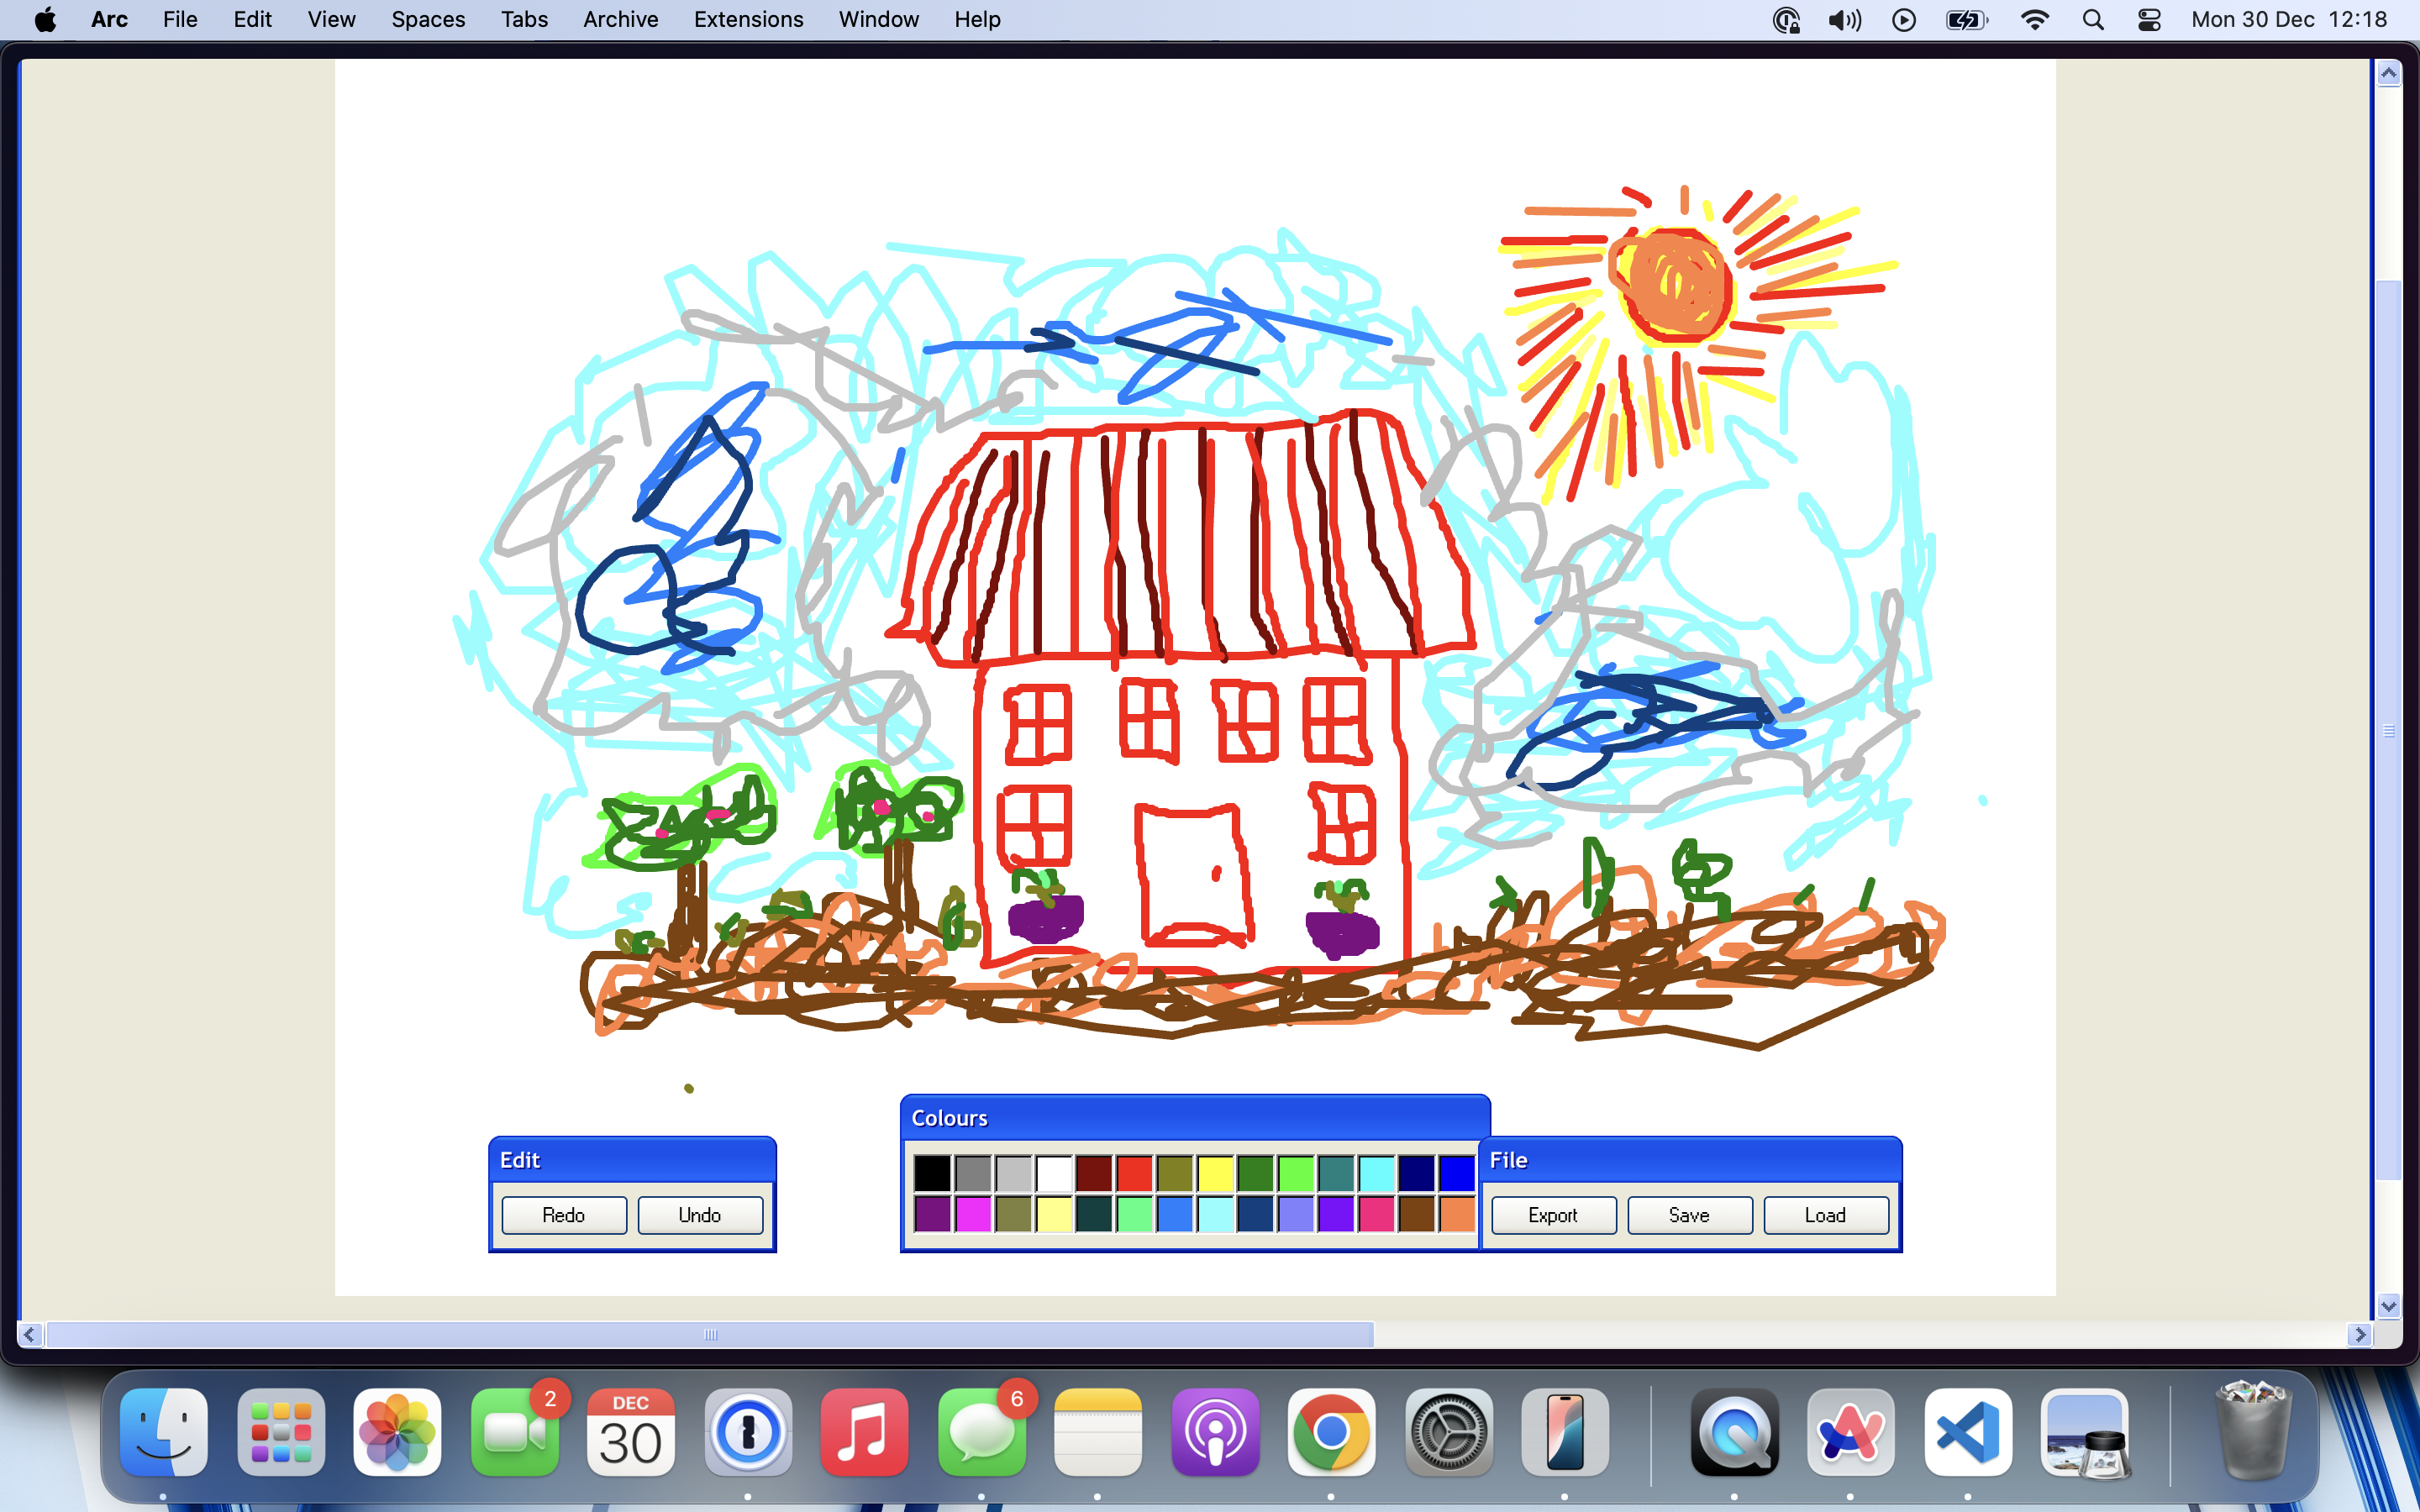 Arc File Edit View Spaces Tabs Archive Extensions Window Help Mon 30 Dec 12:18
Colours
Edit
File
Redo Undo
Export Save Load
2
DEC
30
6